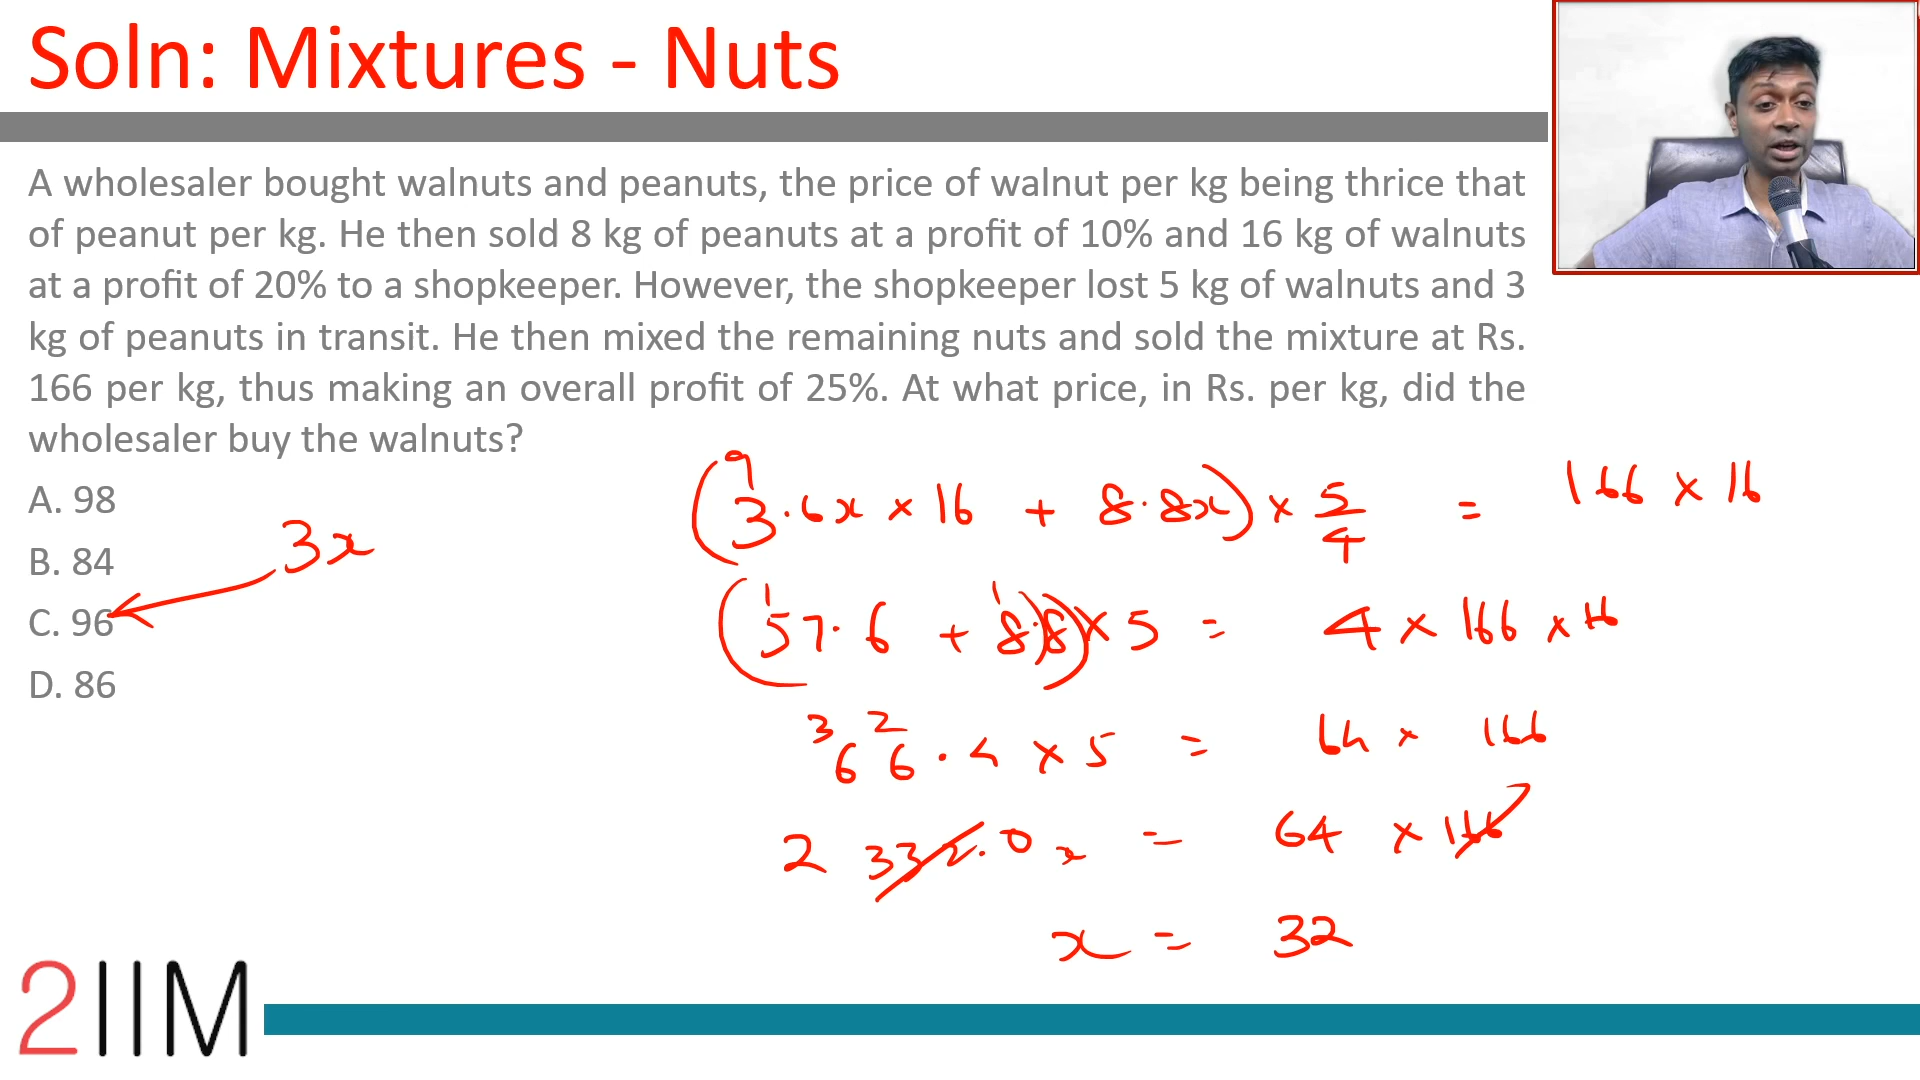 Soln: Mixtures - Nuts
A wholesaler bought walnuts and peanuts, the price of walnut per kg being thrice that
of peanut per kg. He then sold 8 kg of peanuts at a profit of 10% and 16 kg of walnuts
at a profit of 20% to a shopkeeper. However, the shopkeeper lost 5 kg of walnuts and 3
kg of peanuts in transit. He then mixed the remaining nuts and sold the mixture at Rs.
166 per kg, thus making an overall profit of 25%. At what price, in Rs. per kg, did the
wholesaler buy the walnuts?
A. 98
B. 84
C. 96
D. 86
3x
9
(3.6x × 16 + 8.8x) × 5/4 = 166 × 16
1 1
(57.6 + 8.8) × 5 = 4 × 166 × 16
3 2
66.4 × 5 = 64 × 166
2 332.0x = 64 × 166
x = 32
2IIM